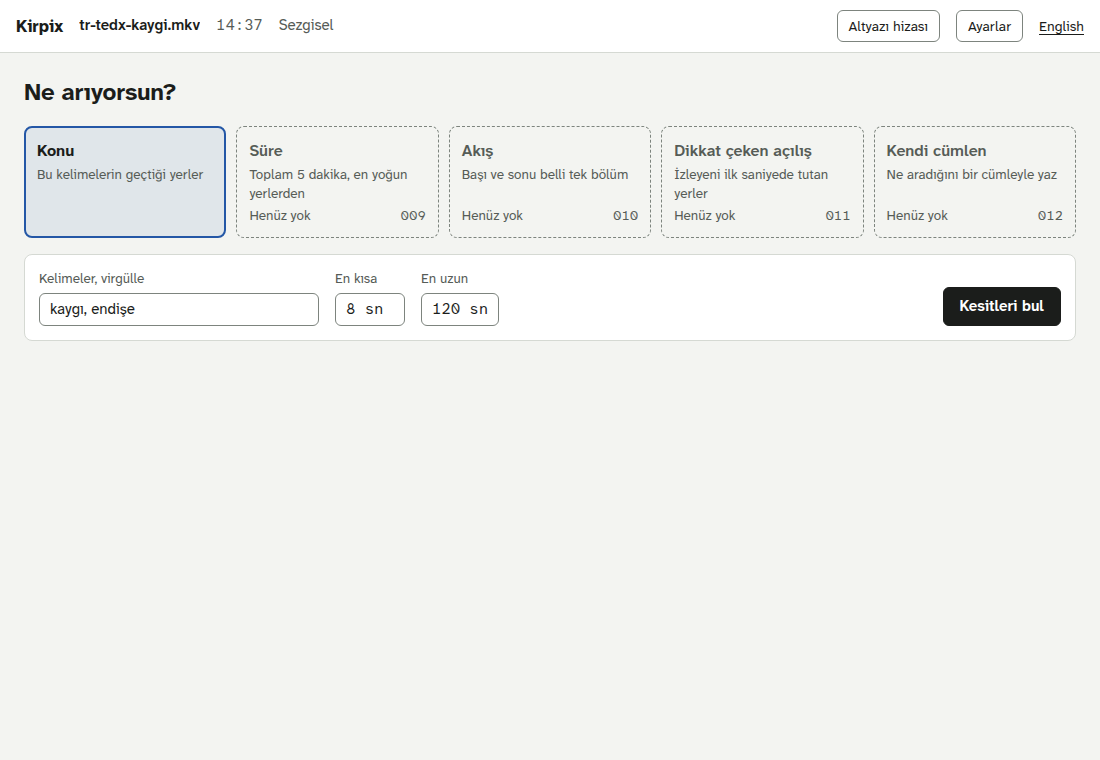 Kirpix tr-tedx-kaygi.mkv 14:37 Sezgisel Altyazı hizası Ayarlar English
Ne arıyorsun?
Konu
Bu kelimelerin geçtiği yerler
Süre
Toplam 5 dakika, en yoğun
yerlerden
Henüz yok 009
Akış
Başı ve sonu belli tek bölüm
Henüz yok 010
Dikkat çeken açılış
İzleyeni ilk saniyede tutan
yerler
Henüz yok 011
Kendi cümlen
Ne aradığını bir cümleyle yaz
Henüz yok 012
Kelimeler, virgülle
kaygı, endişe
En kısa
8 sn
En uzun
120 sn
Kesitleri bul